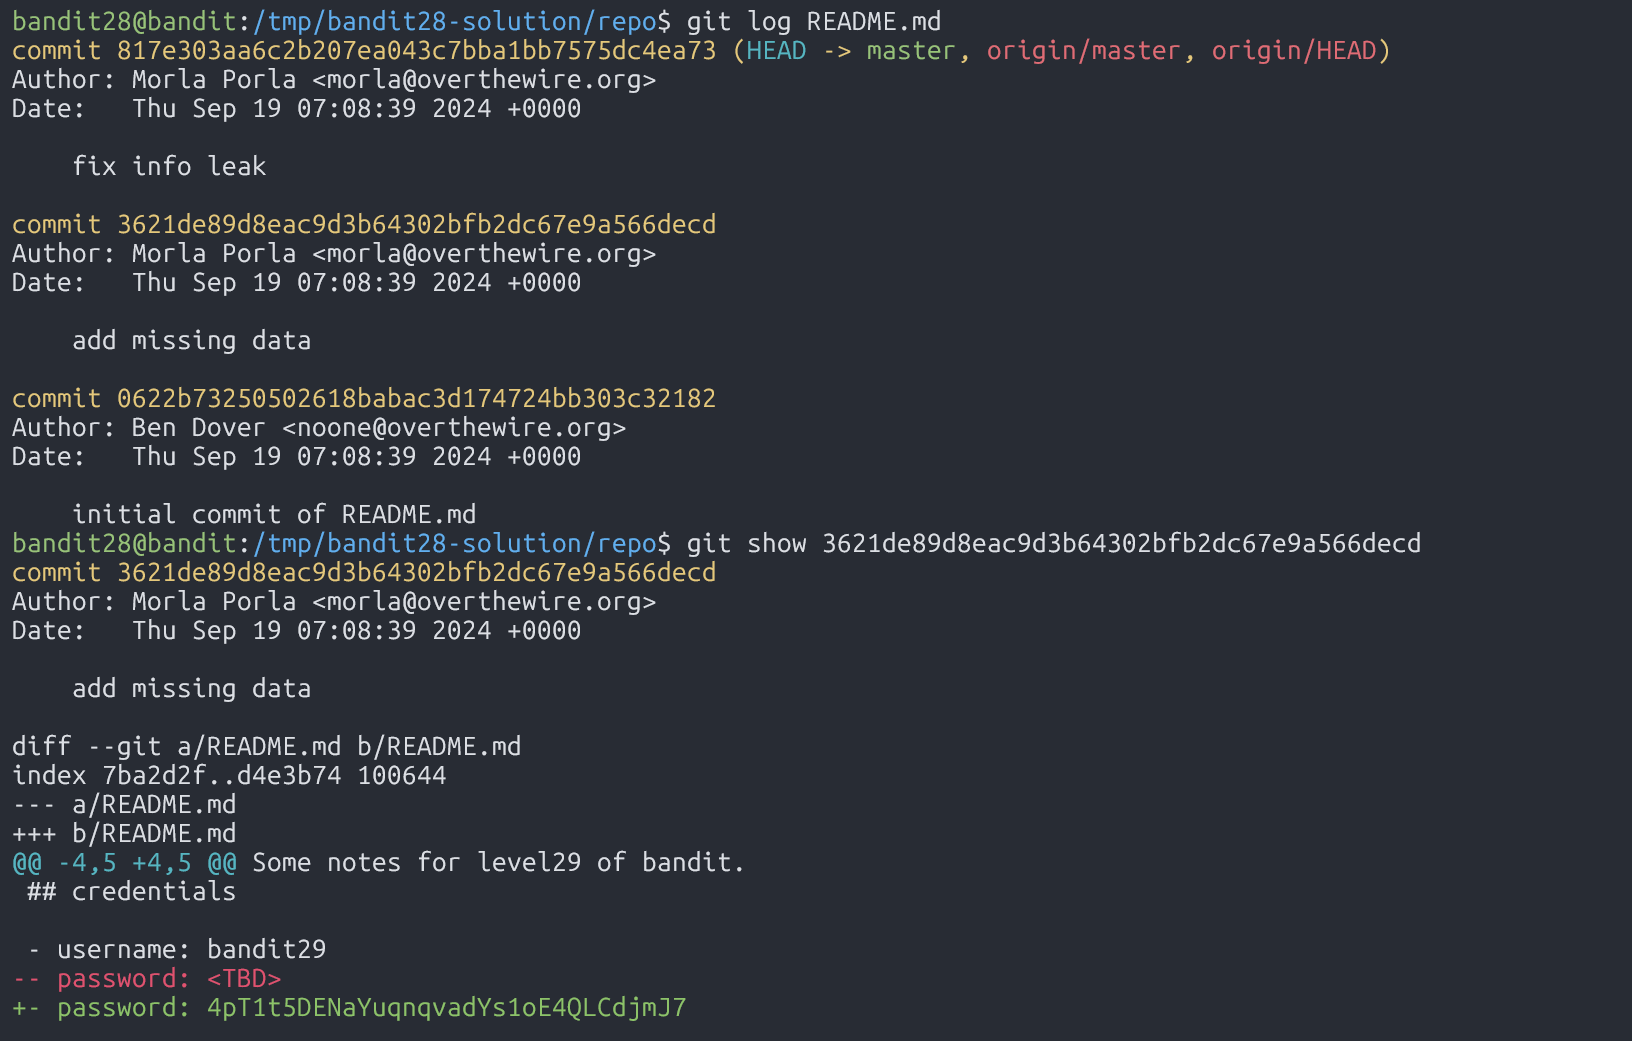 bandit28@bandit:/tmp/bandit28-solution/repo$ git log README.md
commit 817e303aa6c2b207ea043c7bba1bb7575dc4ea73 (HEAD -> master, origin/master, origin/HEAD)
Author: Morla Porla <morla@overthewire.org>
Date:   Thu Sep 19 07:08:39 2024 +0000

    fix info leak

commit 3621de89d8eac9d3b64302bfb2dc67e9a566decd
Author: Morla Porla <morla@overthewire.org>
Date:   Thu Sep 19 07:08:39 2024 +0000

    add missing data

commit 0622b73250502618babac3d174724bb303c32182
Author: Ben Dover <noone@overthewire.org>
Date:   Thu Sep 19 07:08:39 2024 +0000

    initial commit of README.md
bandit28@bandit:/tmp/bandit28-solution/repo$ git show 3621de89d8eac9d3b64302bfb2dc67e9a566decd
commit 3621de89d8eac9d3b64302bfb2dc67e9a566decd
Author: Morla Porla <morla@overthewire.org>
Date:   Thu Sep 19 07:08:39 2024 +0000

    add missing data

diff --git a/README.md b/README.md
index 7ba2d2f..d4e3b74 100644
--- a/README.md
+++ b/README.md
@@ -4,5 +4,5 @@ Some notes for level29 of bandit.
 ## credentials

 - username: bandit29
-- password: <TBD>
+- password: 4pT1t5DENaYuqnqvadYs1oE4QLCdjmJ7